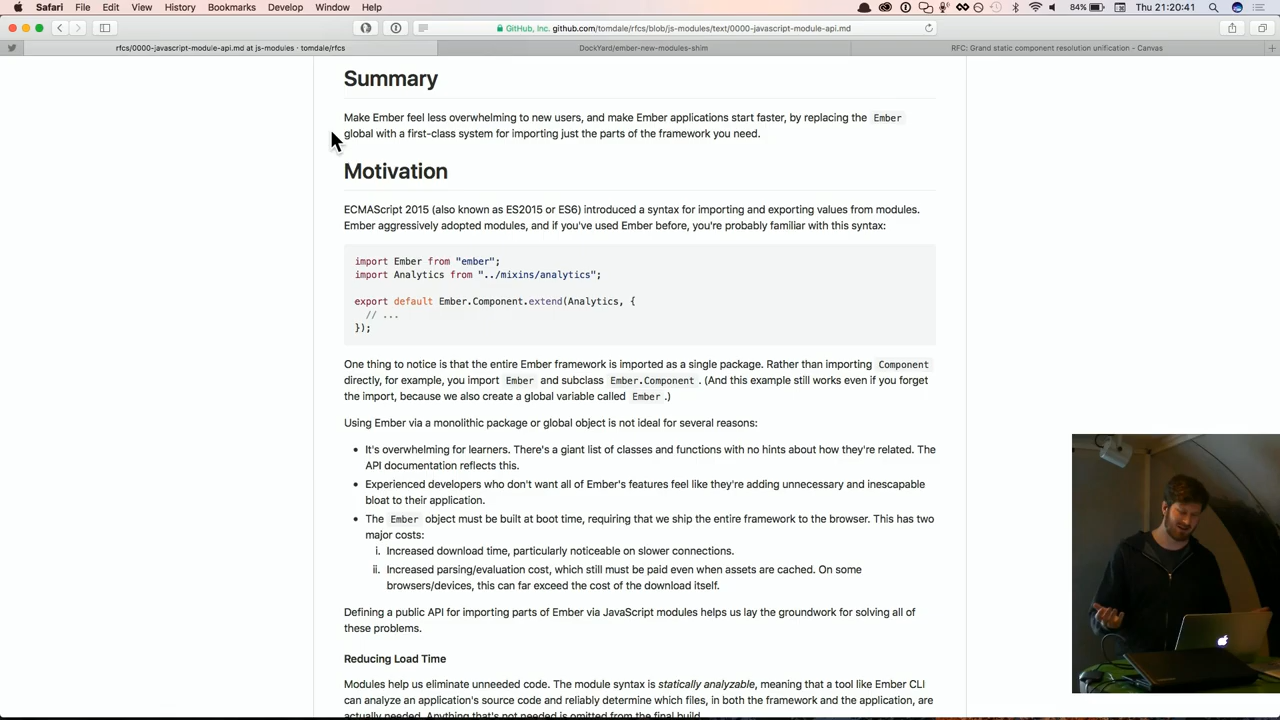 Safari File Edit View History Bookmarks Develop Window Help 84% Thu 21:20:41
GitHub, Inc. github.com/tomdale/rfcs/blob/js-modules/text/0000-javascript-module-api.md
rfcs/0000-javascript-module-api.md at js-modules · tomdale/rfcs
DockYard/ember-new-modules-shim
RFC: Grand static component resolution unification - Canvas
Summary
Make Ember feel less overwhelming to new users, and make Ember applications start faster, by replacing the Ember
global with a first-class system for importing just the parts of the framework you need.
Motivation
ECMAScript 2015 (also known as ES2015 or ES6) introduced a syntax for importing and exporting values from modules.
Ember aggressively adopted modules, and if you've used Ember before, you're probably familiar with this syntax:
import Ember from "ember";
import Analytics from "../mixins/analytics";
export default Ember.Component.extend(Analytics, {
// ...
});
One thing to notice is that the entire Ember framework is imported as a single package. Rather than importing Component
directly, for example, you import Ember and subclass Ember.Component . (And this example still works even if you forget
the import, because we also create a global variable called Ember .)
Using Ember via a monolithic package or global object is not ideal for several reasons:
• It's overwhelming for learners. There's a giant list of classes and functions with no hints about how they're related. The
API documentation reflects this.
• Experienced developers who don't want all of Ember's features feel like they're adding unnecessary and inescapable
bloat to their application.
• The Ember object must be built at boot time, requiring that we ship the entire framework to the browser. This has two
major costs:
i. Increased download time, particularly noticeable on slower connections.
ii. Increased parsing/evaluation cost, which still must be paid even when assets are cached. On some
browsers/devices, this can far exceed the cost of the download itself.
Defining a public API for importing parts of Ember via JavaScript modules helps us lay the groundwork for solving all of
these problems.
Reducing Load Time
Modules help us eliminate unneeded code. The module syntax is statically analyzable, meaning that a tool like Ember CLI
can analyze an application's source code and reliably determine which files, in both the framework and the application, are
actually needed. Anything that's not needed is omitted from the final build.